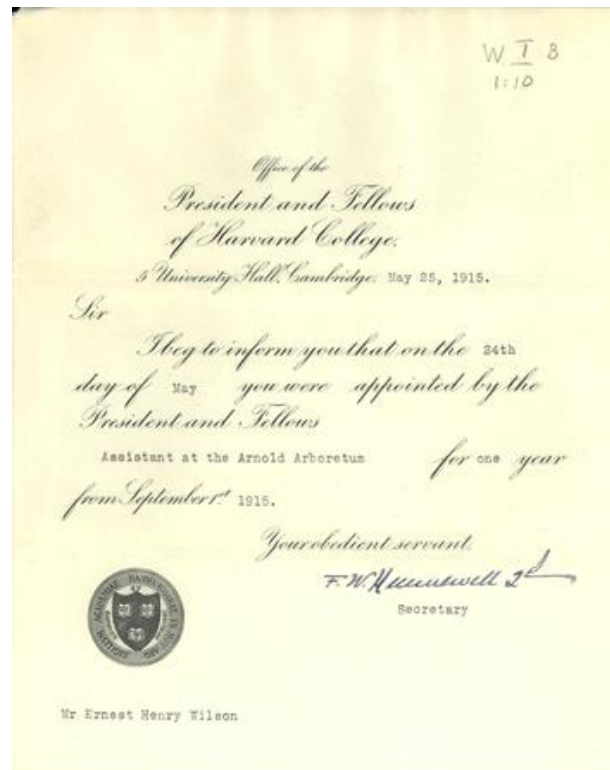 W I B
1:10
Office of the
President and Fellows
of Harvard College.
5 University Hall, Cambridge, May 25, 1915.
Sir
I beg to inform you that on the 24th
day of May you were appointed by the
President and Fellows
Assistant at the Arnold Arboretum for one year
from September 1st 1915.
Your obedient servant,
F. W. Hunnewell 2d
Secretary
Mr Ernest Henry Wilson